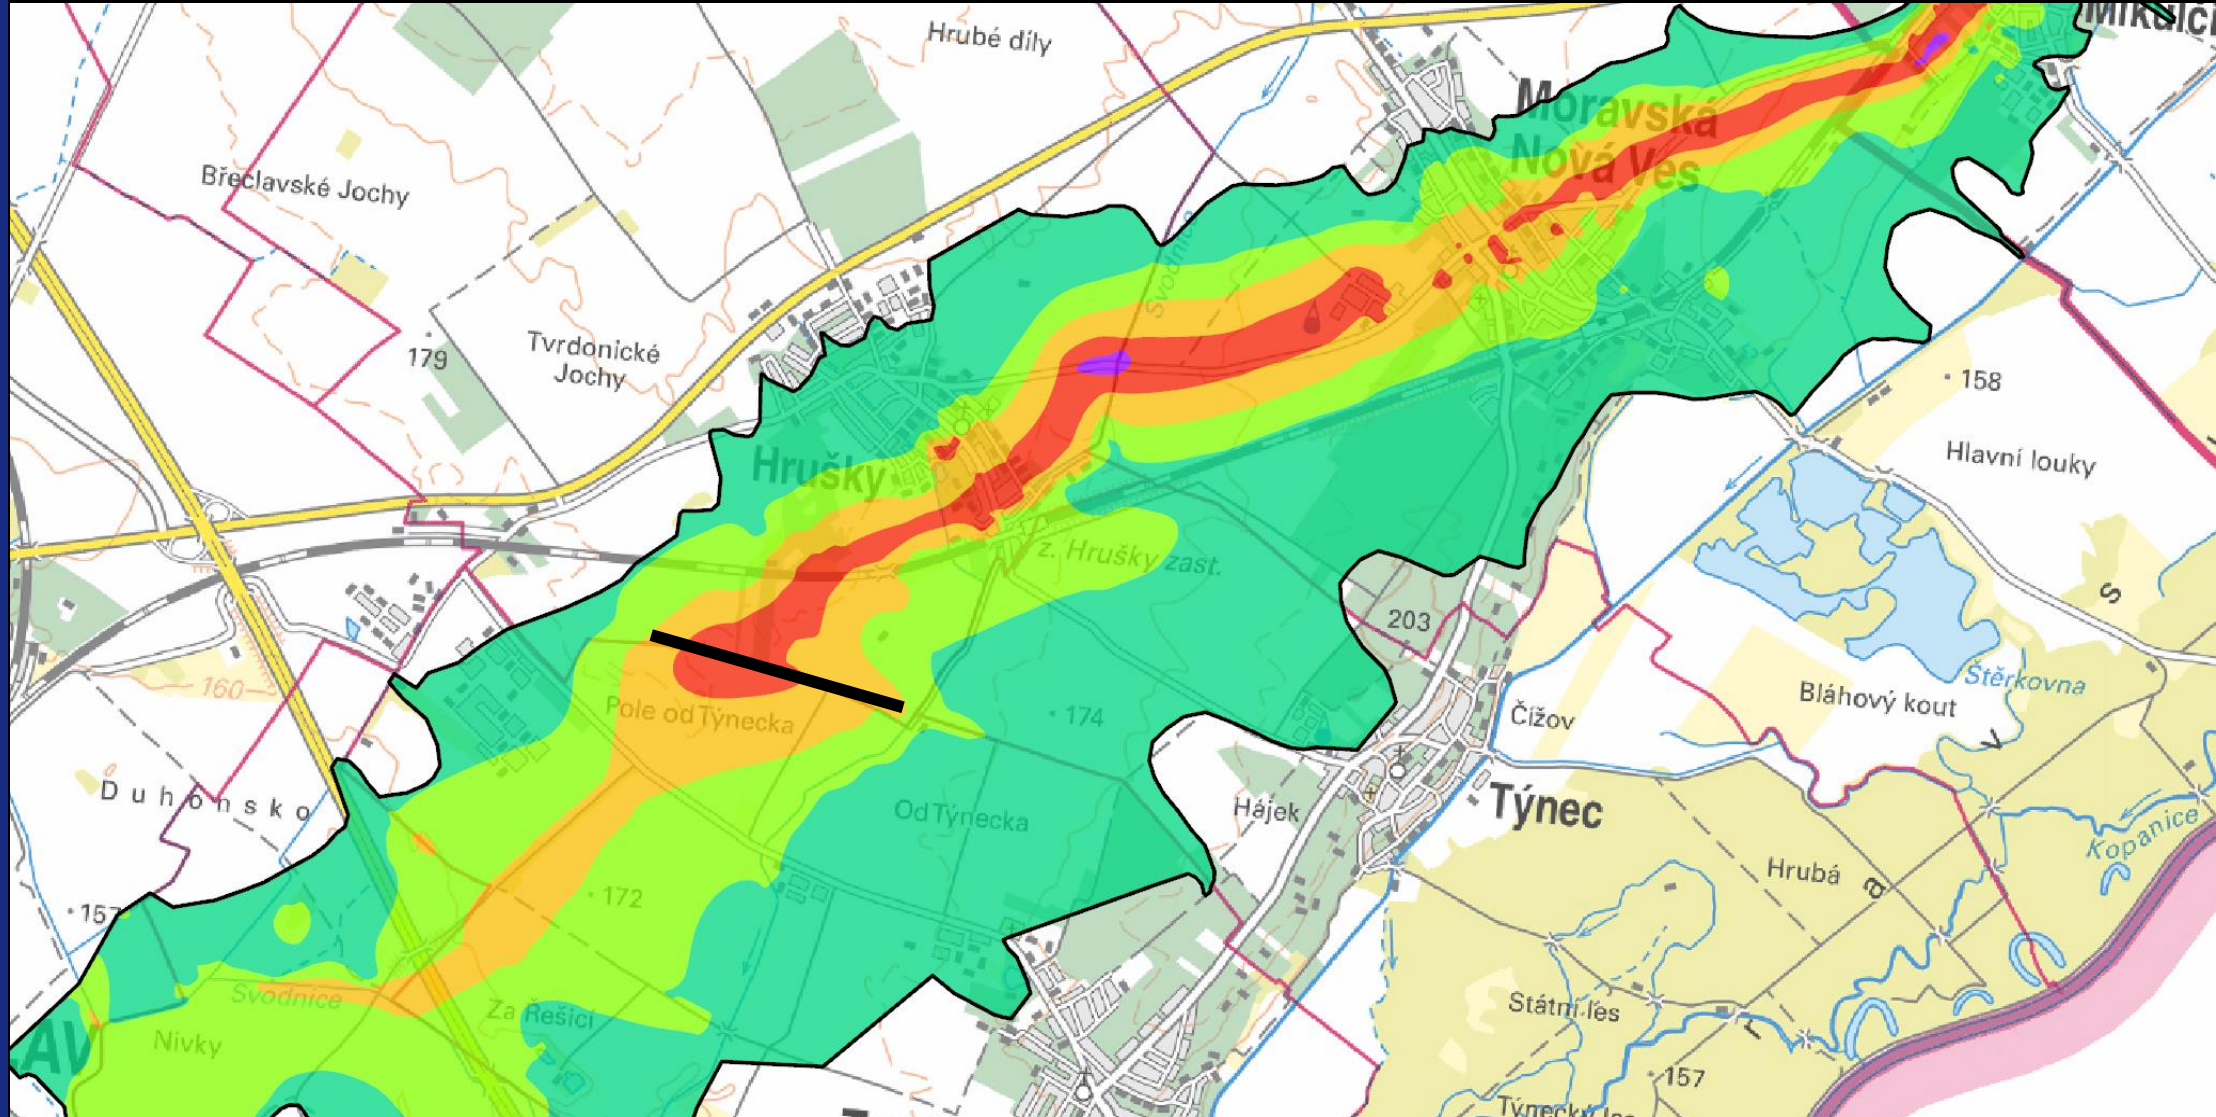 Hrubé díly
Moravská
Nová Ves
Břeclavské Jochy
Svodnice
179
Tvrdonické
Jochy
158
Hlavní louky
Hrušky
z. Hrušky zast.
203
S
160
Štěrkovna
Pole od Týnecka
174
Čížov
Bláhový kout
V
Duhonsko
Od Týnecka
Hájek
Týnec
Kopanice
Hrubá
a
172
157
Svodnice
Za Řešicí
Státní les
r
Nivky
157